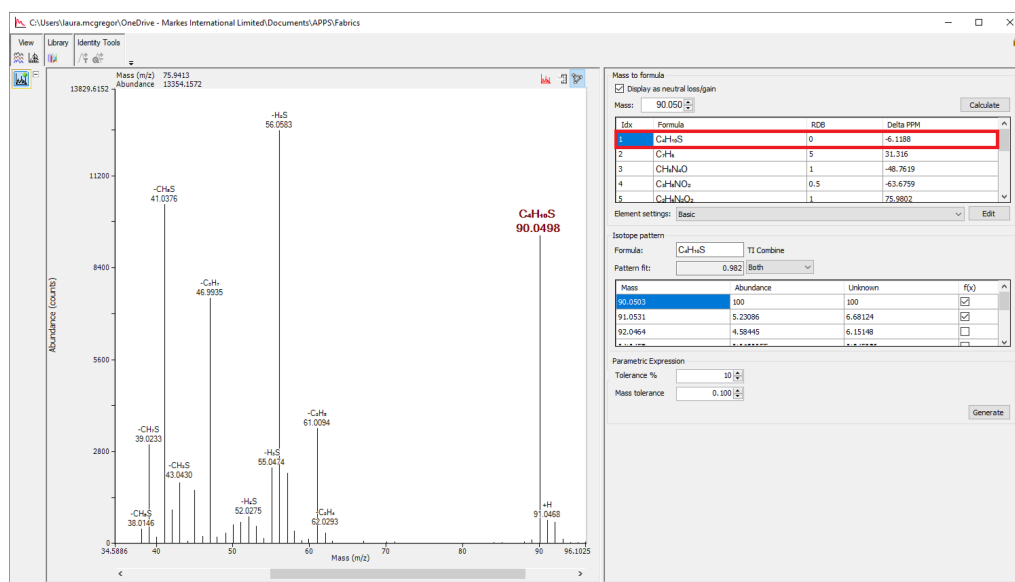 C:\Users\laura.mcgregor\OneDrive - Markes International Limited\Documents\APPS\Fabrics
View Library Identity Tools
Mass (m/z) 75.9413
Abundance 13354.1572
13829.6152
11200
8400
5600
2800
0
Abundance (counts)
-H₂S
56.0583
41.0376
-C₃H₇
46.9935
C₄H₁₀S
90.0498
61.0094
39.0233
43.0430
-H₃S
55.0474
-H₆S
52.0275
38.0146
62.0293
+H
91.0468
34.5886 40 50 60 70 80 90 96.1025
Mass (m/z)
Mass to formula
Display as neutral loss/gain
Mass: 90.050 Calculate
Idx Formula RDB Delta PPM
1 C₄H₁₀S 0 -6.1188
2 C₇H₆ 5 31.316
3 CH₆N₄O 1 -48.7619
4 C₃H₈NO₂ 0.5 -63.6759
5 C₂H₆N₂O₂ 1 75.9802
Element settings: Basic Edit
Isotope pattern
Formula: C₄H₁₀S TI Combine
Pattern fit: 0.982 Both
Mass Abundance Unknown f(x)
90.0503 100 100
91.0531 5.23086 6.68124
92.0464 4.58445 6.15148
Parametric Expression
Tolerance % 10
Mass tolerance 0.100
Generate